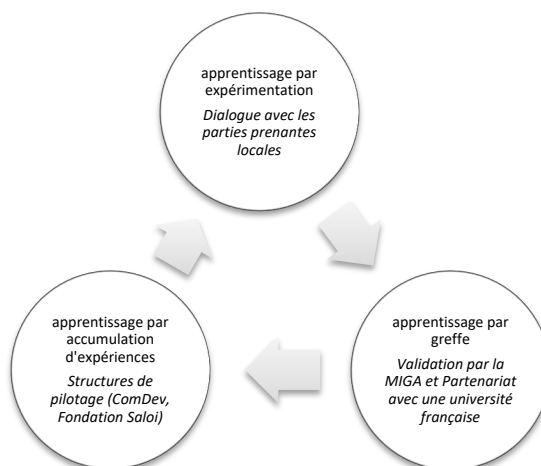 apprentissage par
expérimentation
Dialogue avec les
parties prenantes
locales
apprentissage par
greffe
Validation par la
MIGA et Partenariat
avec une université
française
apprentissage par
accumulation
d'expériences
Structures de
pilotage (ComDev,
Fondation Saloi)